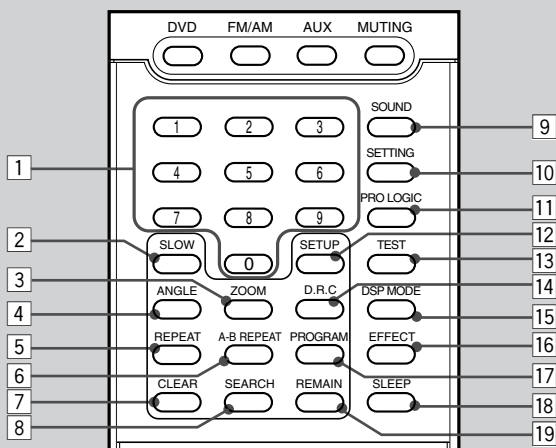 DVD FM/AM AUX MUTING
SOUND
1 2 3 9
SETTING
1 4 5 6 10
PRO LOGIC
7 8 9 11
2 SLOW SETUP TEST 12
0 13
3 ANGLE ZOOM D.R.C DSP MODE 14
4 15
5 REPEAT A-B REPEAT PROGRAM EFFECT 16
6 17
7 CLEAR SEARCH REMAIN SLEEP 18
8 19